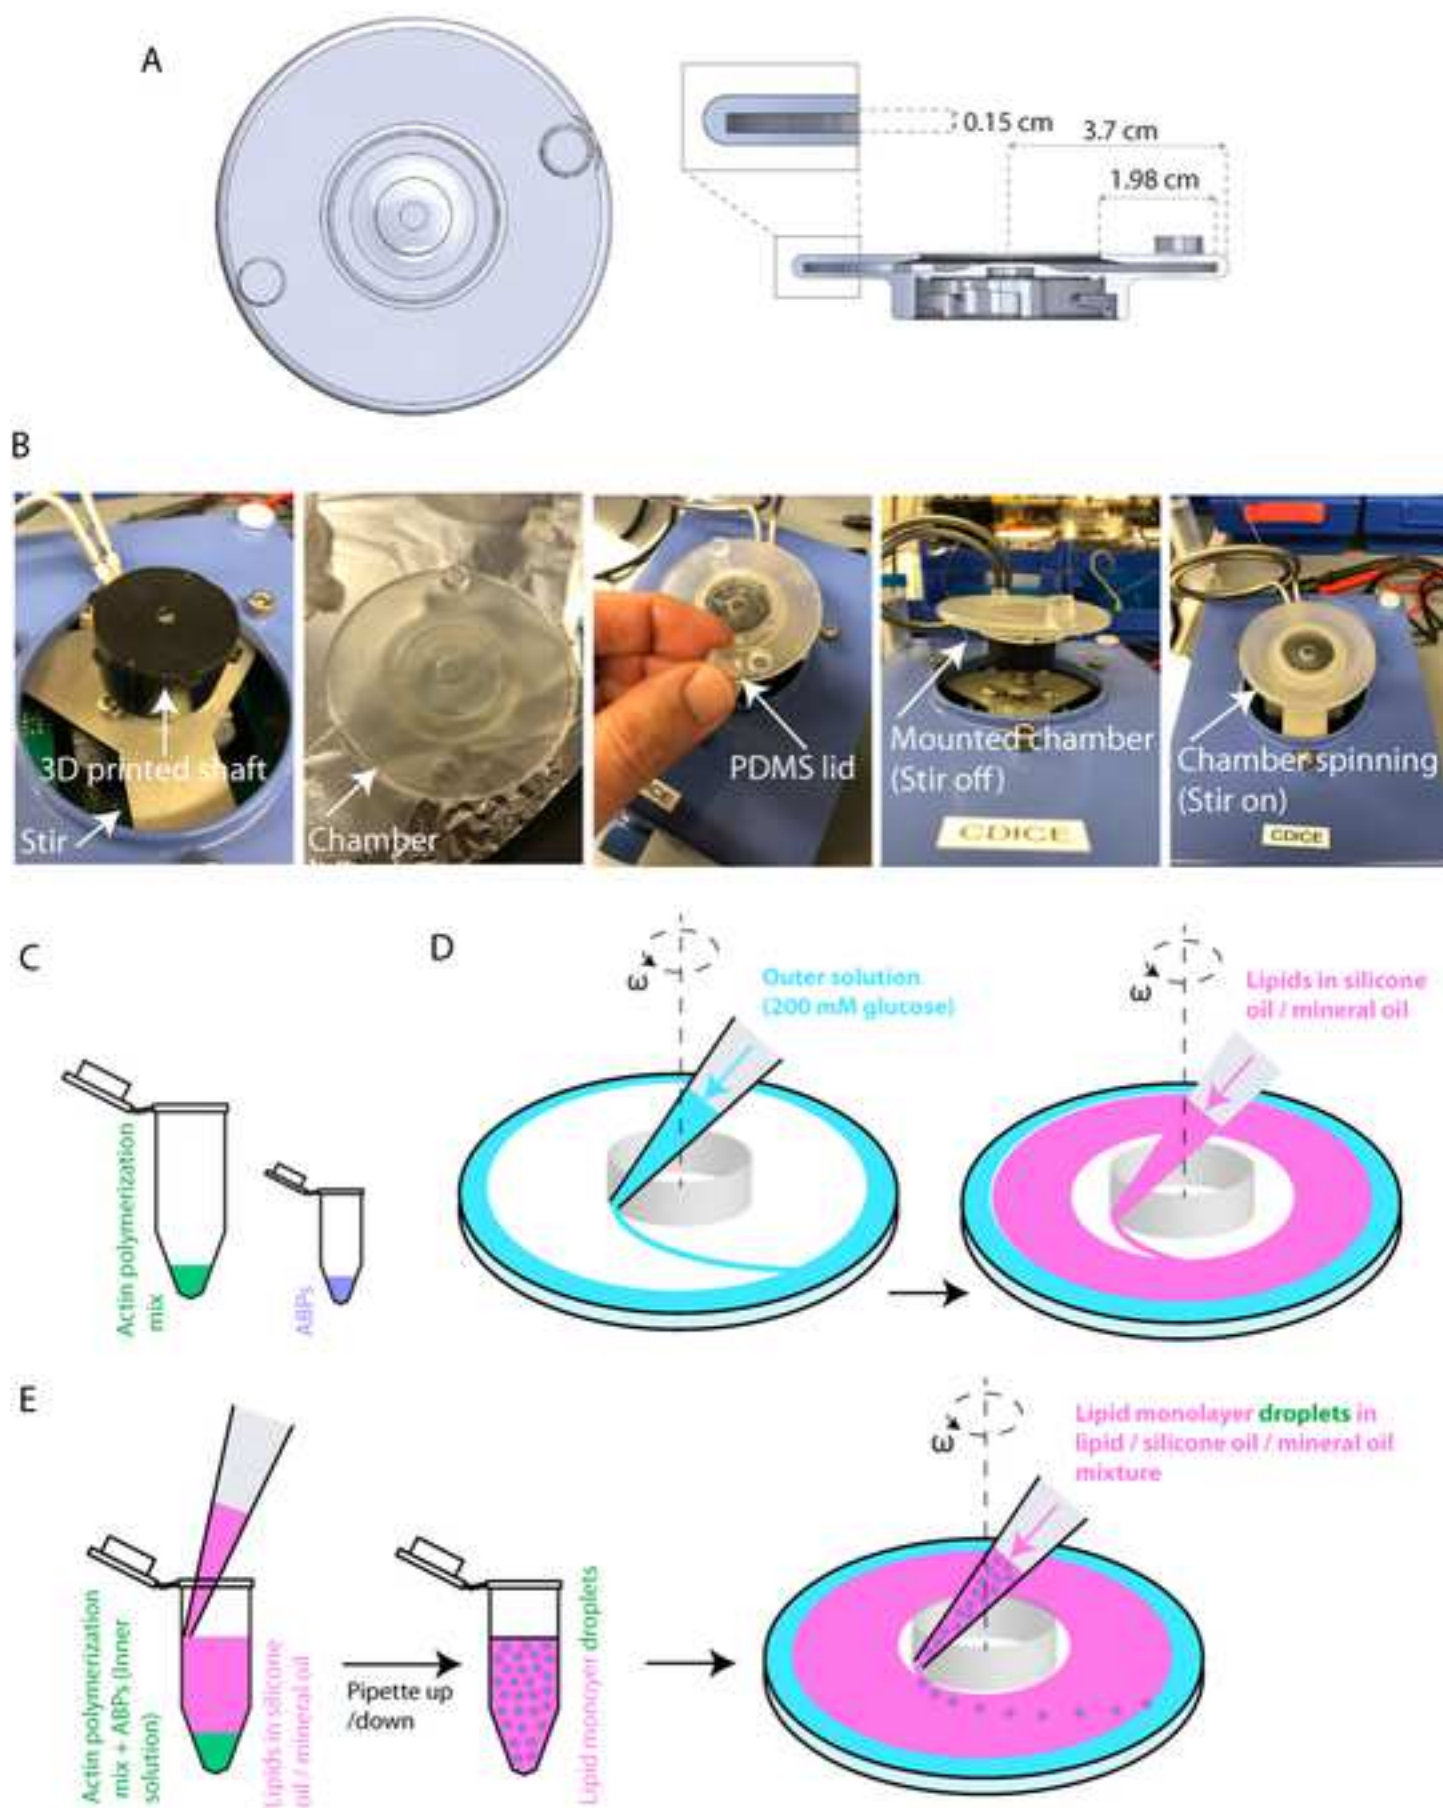 A
0.15 cm
3.7 cm
1.98 cm
B
3D printed shaft
Stir
Chamber
PDMS lid
Mounted chamber
(Stir off)
CDICE
Chamber spinning
(Stir on)
CDICE
C
Actin polymerization
mix
ABPs
D
ω
Outer solution
(200 mM glucose)
ω
Lipids in silicone
oil / mineral oil
E
Actin polymerization
mix + ABPs (Inner
solution)
Lipids in silicone
oil / mineral oil
Pipette up
/down
Lipid monoyer droplets
ω
Lipid monolayer droplets in
lipid / silicone oil / mineral oil
mixture